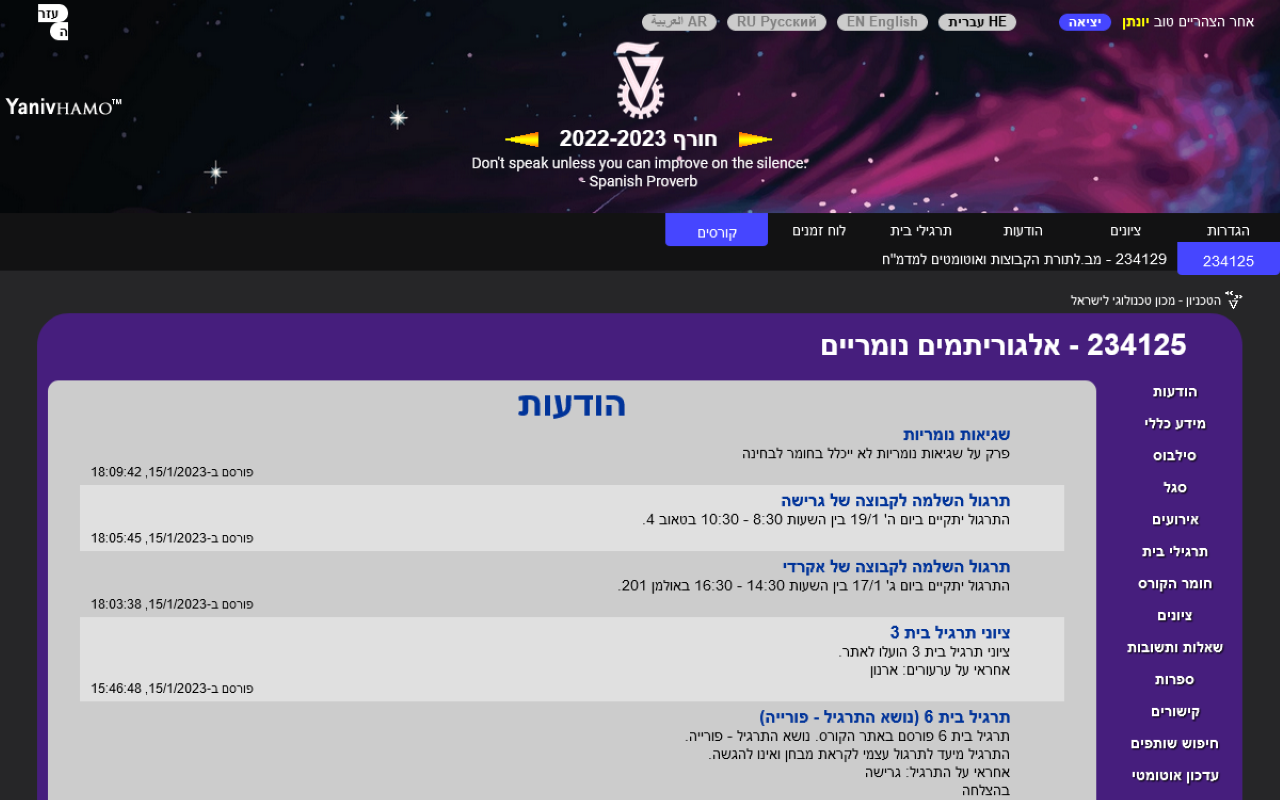 אחר הצהריים טוב יונתן יציאה
HE עברית EN English RU Русский AR العربية
עזרה
YanivHAMO™
חורף 2022-2023
Don't speak unless you can improve on the silence.
- Spanish Proverb
הגדרות ציונים הודעות תרגילי בית לוח זמנים קורסים
234125 234129 - מב.לתורת הקבוצות ואוטומטים למדמ"ח
הטכניון - מכון טכנולוגי לישראל
234125 - אלגוריתמים נומריים
הודעות
מידע כללי
סילבוס
סגל
אירועים
תרגילי בית
חומר הקורס
ציונים
שאלות ותשובות
ספרות
קישורים
חיפוש שותפים
עדכון אוטומטי
הודעות
שגיאות נומריות
פרק על שגיאות נומריות לא ייכלל בחומר לבחינה
פורסם ב-15/1/2023, 18:09:42
תרגול השלמה לקבוצה של גרישה
התרגול יתקיים ביום ה' 19/1 בין השעות 8:30 - 10:30 בטאוב 4.
פורסם ב-15/1/2023, 18:05:45
תרגול השלמה לקבוצה של אקרדי
התרגול יתקיים ביום ג' 17/1 בין השעות 14:30 - 16:30 באולמן 201.
פורסם ב-15/1/2023, 18:03:38
ציוני תרגיל בית 3
ציוני תרגיל בית 3 הועלו לאתר.
אחראי על ערעורים: ארנון
פורסם ב-15/1/2023, 15:46:48
תרגיל בית 6 (נושא התרגיל - פורייה)
תרגיל בית 6 פורסם באתר הקורס. נושא התרגיל - פורייה.
התרגיל מיעד לתרגול עצמי לקראת מבחן ואינו להגשה.
אחראי על התרגיל: גרישה
בהצלחה